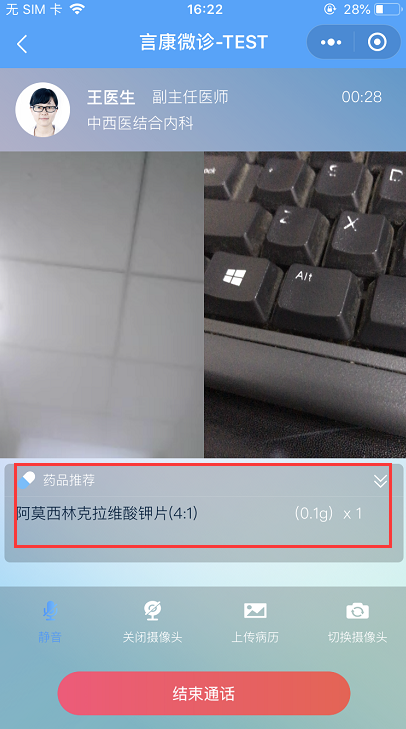 无 SIM 卡 16:22 28%
言康微诊-TEST
王医生 副主任医师 00:28
中西医结合内科
Z X
Alt
药品推荐
阿莫西林克拉维酸钾片(4:1) (0.1g) x 1
静音 关闭摄像头 上传病历 切换摄像头
结束通话